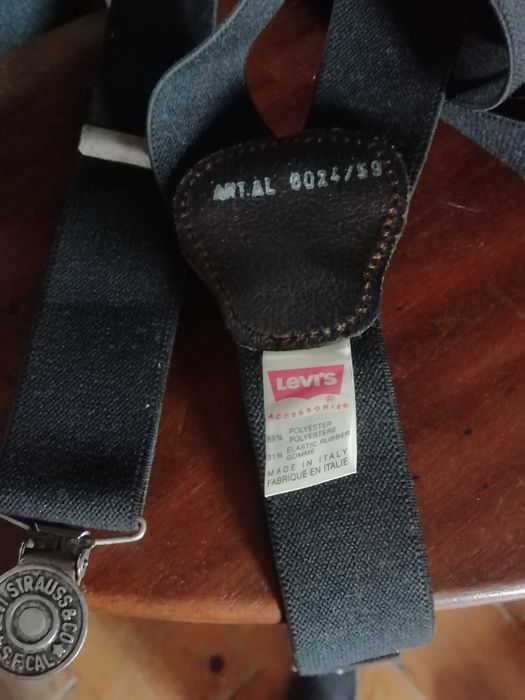 ART.AL 6024/59
Levi's
®
ACCESSORIES
69% POLYESTER
POLYESTERE
31% ELASTIC RUBBER
GOMME
MADE IN ITALY
FABRIQUE EN ITALIE
STRAUSS & CO
S.F. CAL